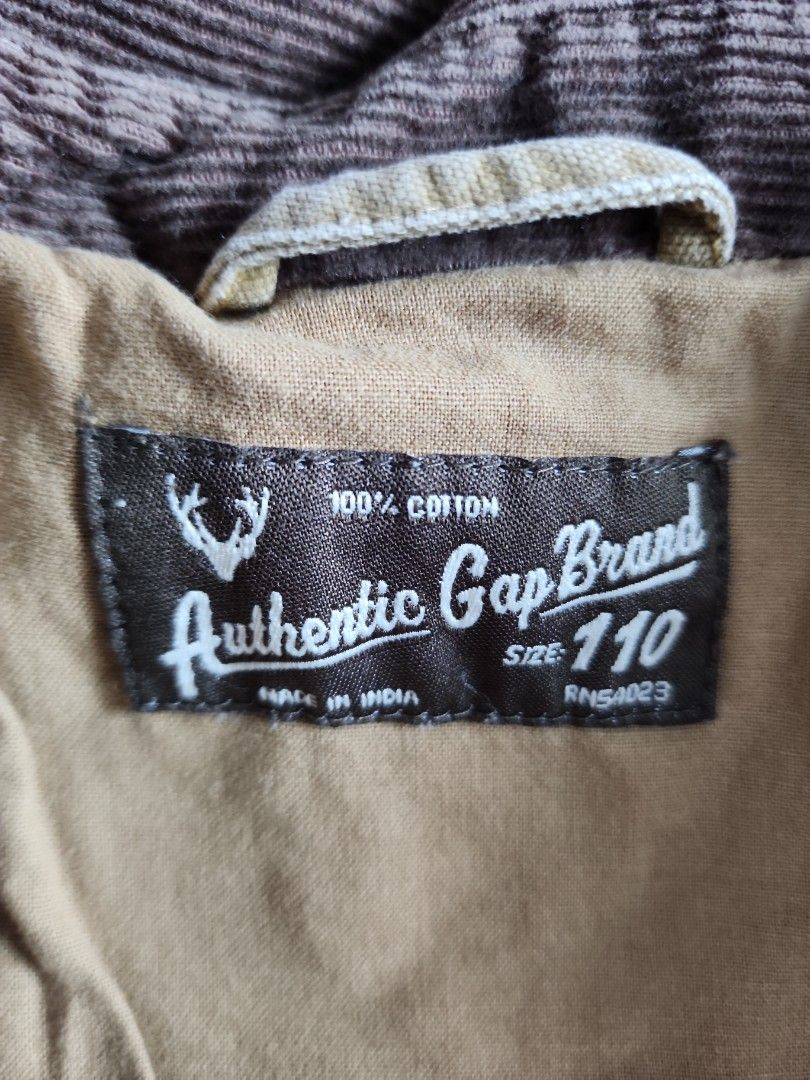 100% COTTON
Authentic Gap Brand
SIZE: 110
MADE IN INDIA
RN54023